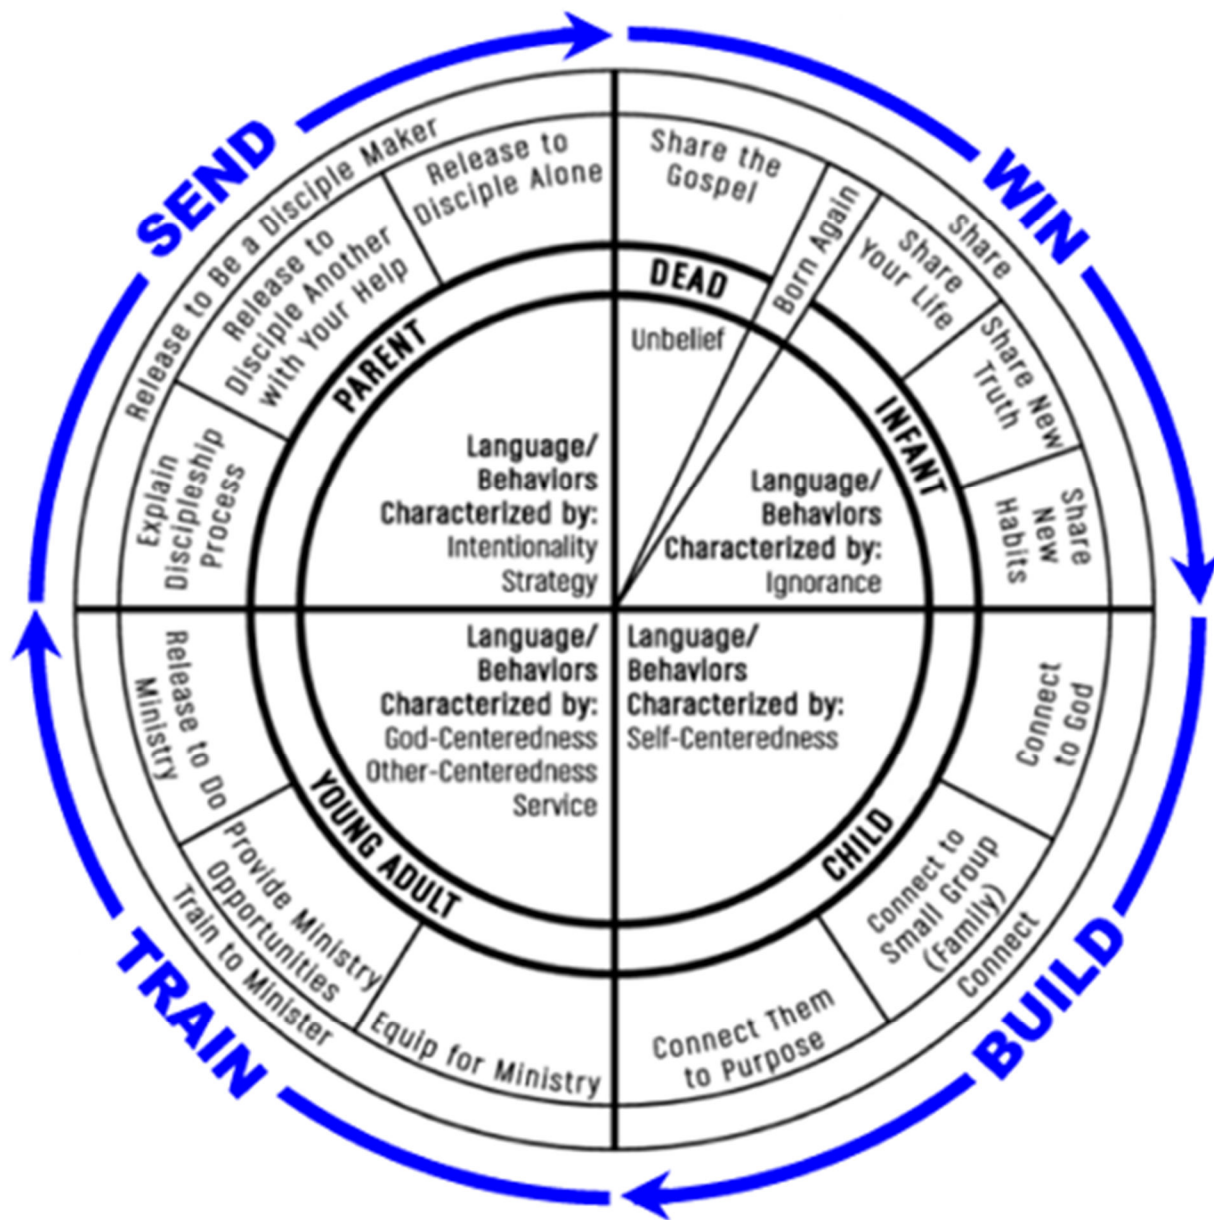 WIN
Share
Share the
Gospel
Born Again
Share
Your Life
Share New
Truth
Share
New
Habits
DEAD
Unbelief
INFANT
Language/
Behaviors
Characterized by:
Ignorance
BUILD
Connect
Connect
to God
Connect to
Small Group
(Family)
Connect Them
to Purpose
CHILD
Language/
Behaviors
Characterized by:
Self-Centeredness
TRAIN
Train to Minister
Equip for Ministry
Provide Ministry
Opportunities
Release to Do
Ministry
YOUNG ADULT
Language/
Behaviors
Characterized by:
God-Centeredness
Other-Centeredness
Service
SEND
Release to Be a Disciple Maker
Explain
Discipleship
Process
Release to
Disciple Another
with Your Help
Release to
Disciple Alone
PARENT
Language/
Behaviors
Characterized by:
Intentionality
Strategy